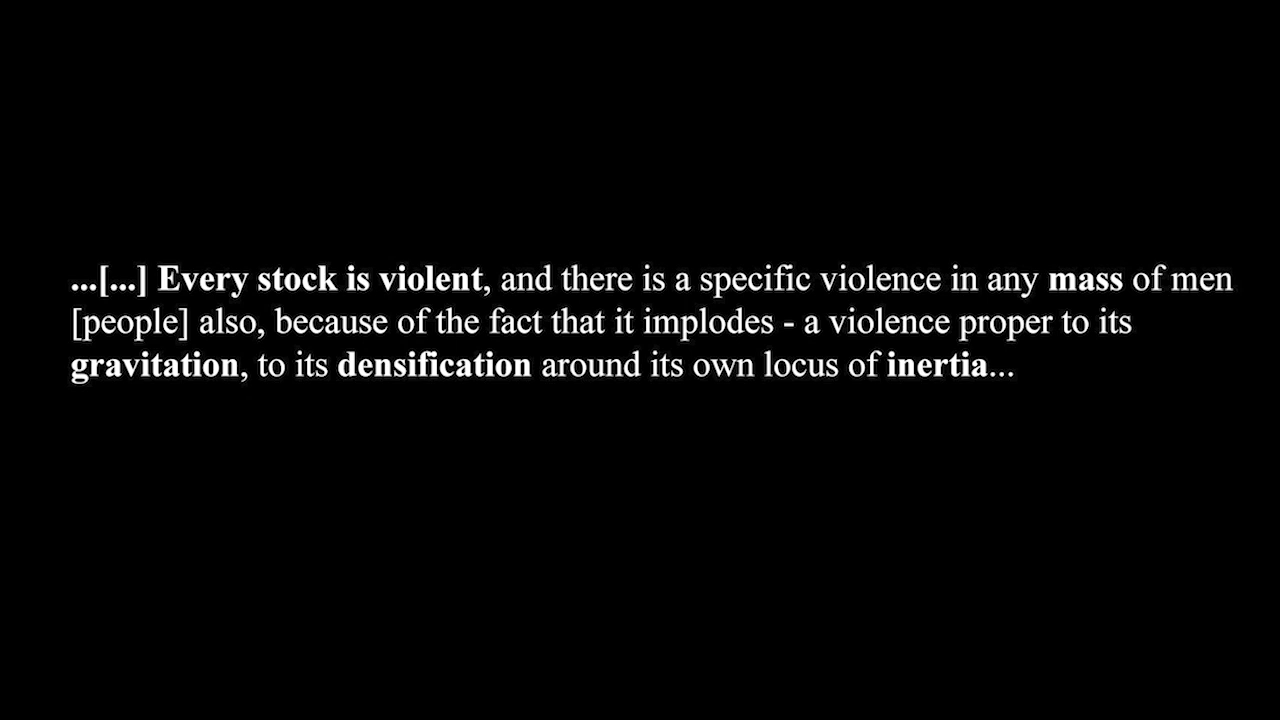 ...[...] Every stock is violent, and there is a specific violence in any mass of men
[people] also, because of the fact that it implodes - a violence proper to its
gravitation, to its densification around its own locus of inertia...